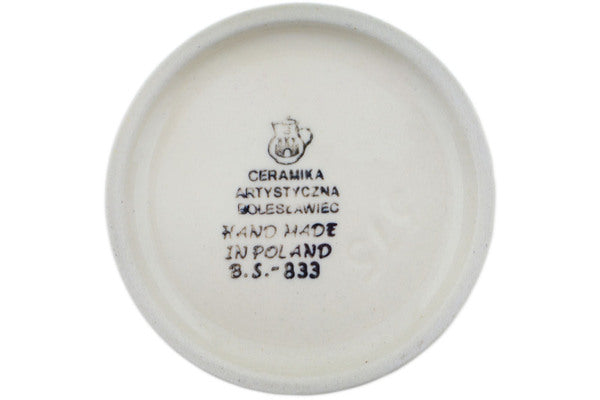 CERAMIKA
ARTYSTYCZNA
BOLESŁAWIEC
HAND MADE
IN POLAND
B.S.-833